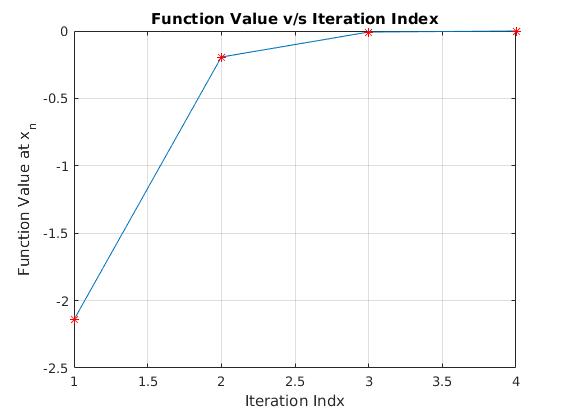 Function Value v/s Iteration Index
0
-0.5
-1
-1.5
-2
-2.5
Function Value at x_n
1 1.5 2 2.5 3 3.5 4
Iteration Indx